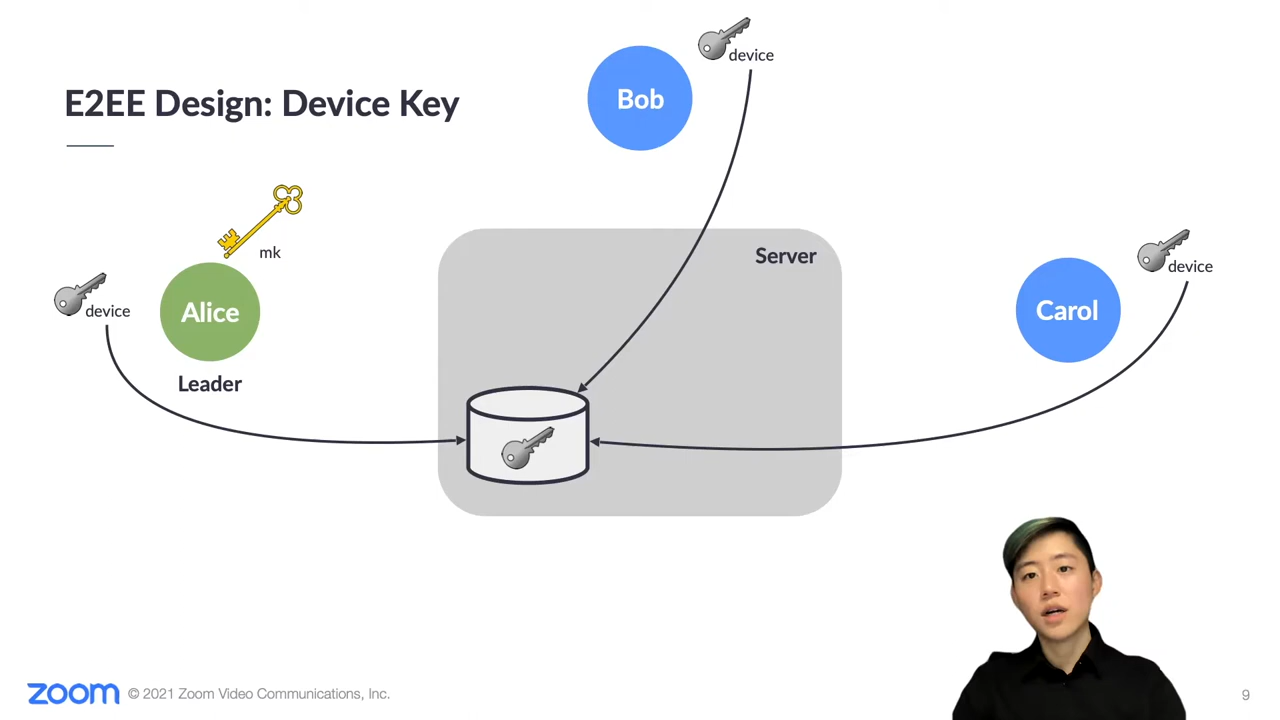 E2EE Design: Device Key
Bob
device
mk
device
Alice
Leader
Server
device
Carol
zoom
© 2021 Zoom Video Communications, Inc.
9